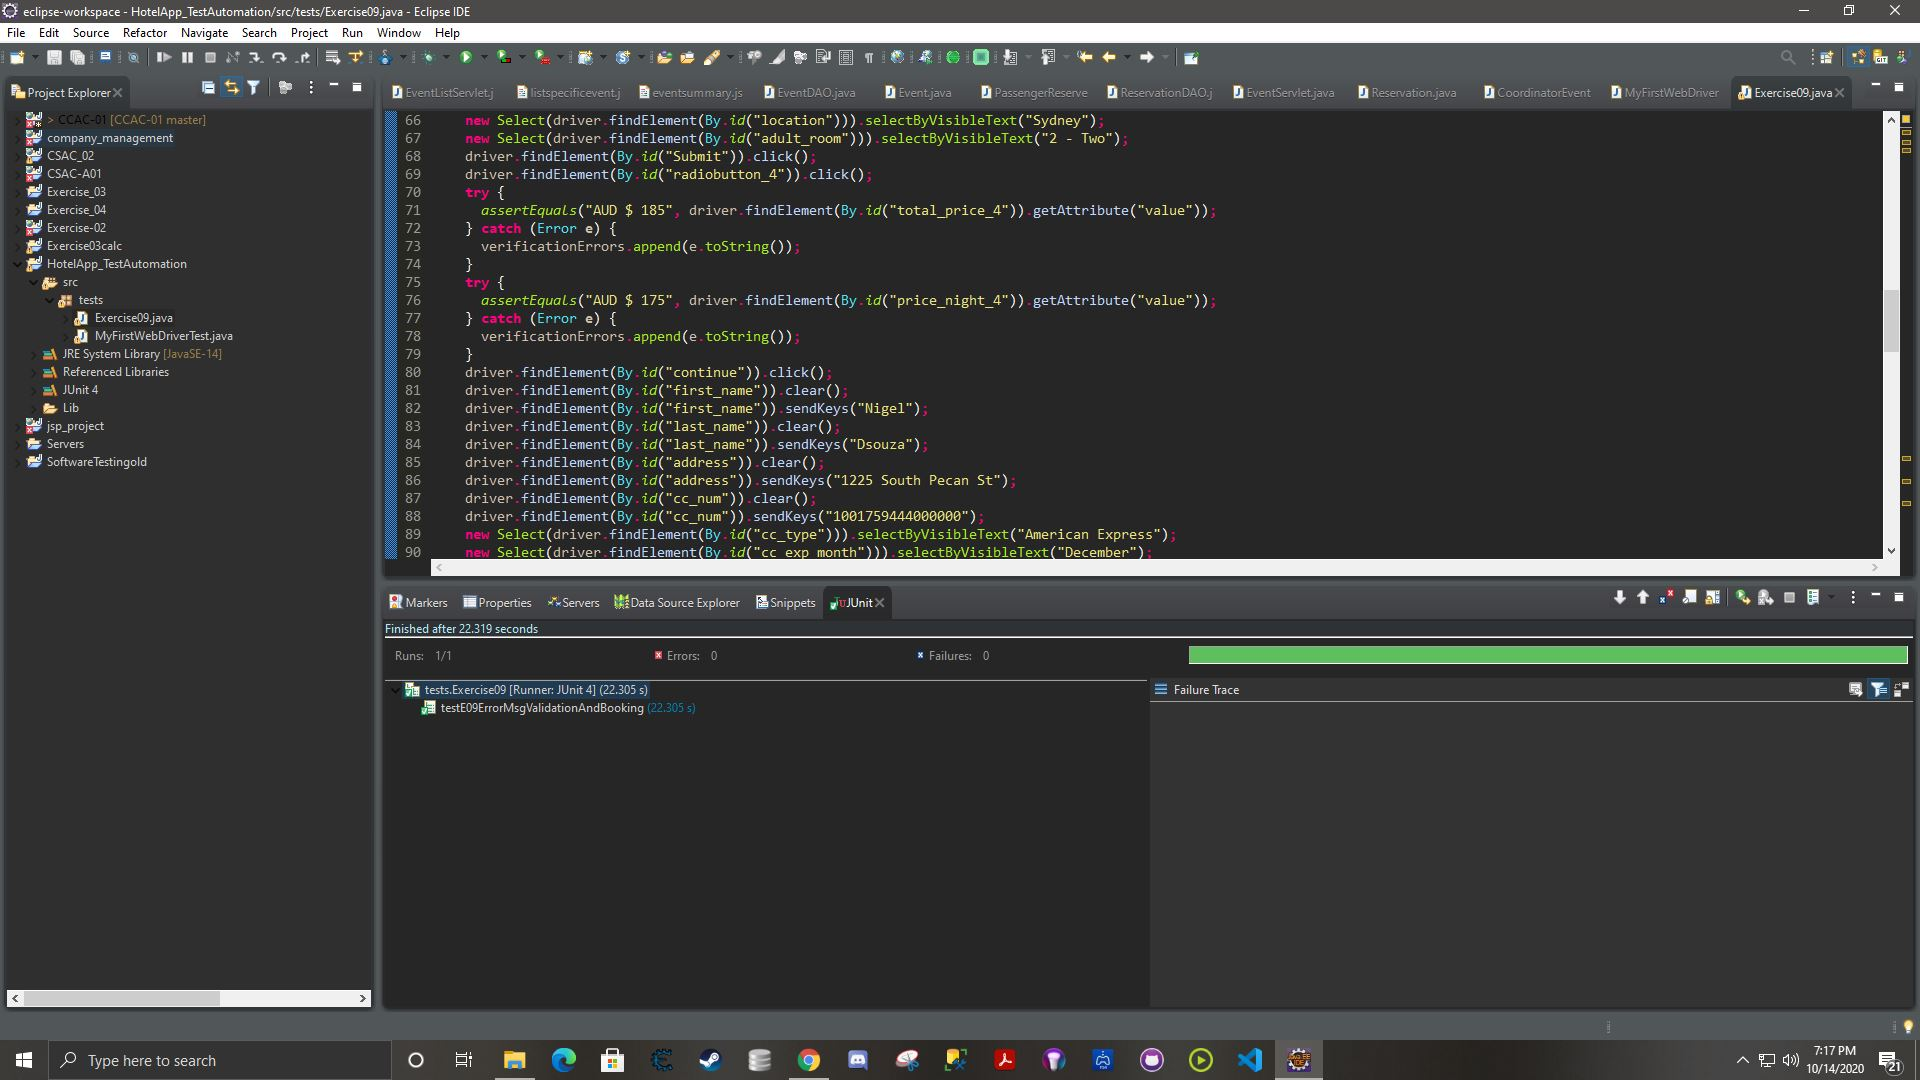 eclipse-workspace - HotelApp_TestAutomation/src/tests/Exercise09.java - Eclipse IDE
File Edit Source Refactor Navigate Search Project Run Window Help
Project Explorer
EventListServlet.j listspecificevent.j eventsummary.js EventDAO.java Event.java PassengerReserve ReservationDAO.j EventServlet.java Reservation.java CoordinatorEvent MyFirstWebDriver Exercise09.java
> CCAC-01 [CCAC-01 master]
company_management
CSAC_02
CSAC-A01
Exercise_03
Exercise_04
Exercise-02
Exercise03calc
HotelApp_TestAutomation
src
tests
Exercise09.java
MyFirstWebDriverTest.java
JRE System Library [JavaSE-14]
Referenced Libraries
JUnit 4
Lib
jsp_project
Servers
SoftwareTestingold
66 new Select(driver.findElement(By.id("location"))).selectByVisibleText("Sydney");
67 new Select(driver.findElement(By.id("adult_room"))).selectByVisibleText("2 - Two");
68 driver.findElement(By.id("Submit")).click();
69 driver.findElement(By.id("radiobutton_4")).click();
70 try {
71 assertEquals("AUD $ 185", driver.findElement(By.id("total_price_4")).getAttribute("value"));
72 } catch (Error e) {
73 verificationErrors.append(e.toString());
74 }
75 try {
76 assertEquals("AUD $ 175", driver.findElement(By.id("price_night_4")).getAttribute("value"));
77 } catch (Error e) {
78 verificationErrors.append(e.toString());
79 }
80 driver.findElement(By.id("continue")).click();
81 driver.findElement(By.id("first_name")).clear();
82 driver.findElement(By.id("first_name")).sendKeys("Nigel");
83 driver.findElement(By.id("last_name")).clear();
84 driver.findElement(By.id("last_name")).sendKeys("Dsouza");
85 driver.findElement(By.id("address")).clear();
86 driver.findElement(By.id("address")).sendKeys("1225 South Pecan St");
87 driver.findElement(By.id("cc_num")).clear();
88 driver.findElement(By.id("cc_num")).sendKeys("1001759444000000");
89 new Select(driver.findElement(By.id("cc_type"))).selectByVisibleText("American Express");
90 new Select(driver.findElement(By.id("cc_exp_month"))).selectByVisibleText("December");
Markers Properties Servers Data Source Explorer Snippets JUnit
Finished after 22.319 seconds
Runs: 1/1 Errors: 0 Failures: 0
tests.Exercise09 [Runner: JUnit 4] (22.305 s)
testE09ErrorMsgValidationAndBooking (22.305 s)
Failure Trace
Type here to search
7:17 PM
10/14/2020
21